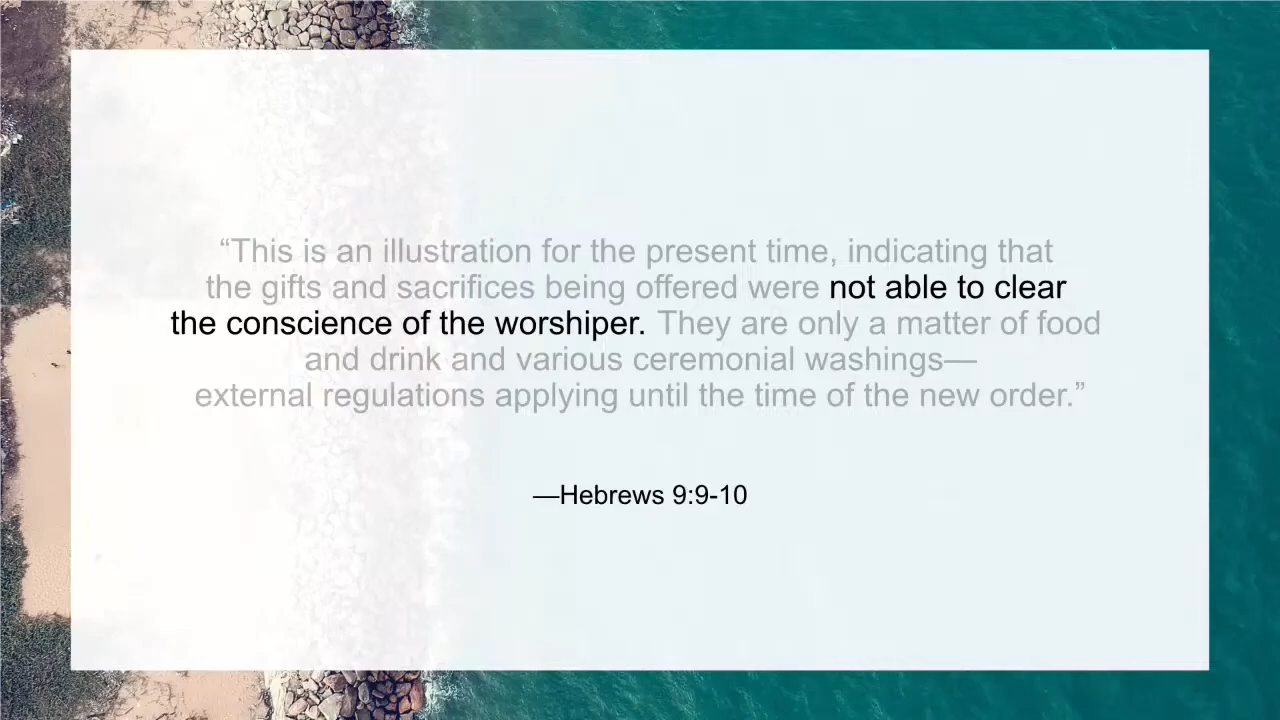 “This is an illustration for the present time, indicating that
the gifts and sacrifices being offered were not able to clear
the conscience of the worshiper. They are only a matter of food
and drink and various ceremonial washings—
external regulations applying until the time of the new order.”
—Hebrews 9:9-10